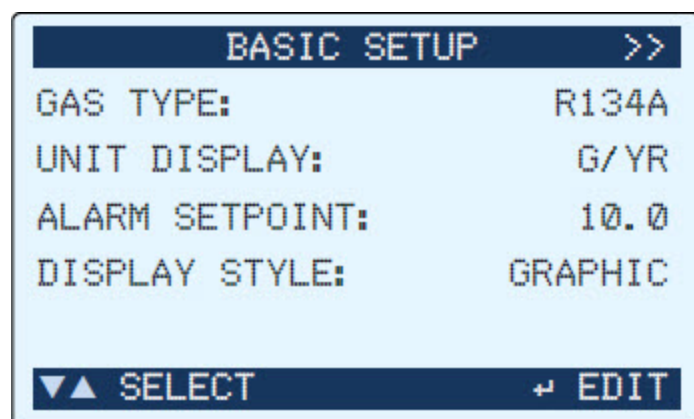 BASIC SETUP >>
GAS TYPE: R134A
UNIT DISPLAY: G/YR
ALARM SETPOINT: 10.0
DISPLAY STYLE: GRAPHIC
▼▲ SELECT ↵ EDIT